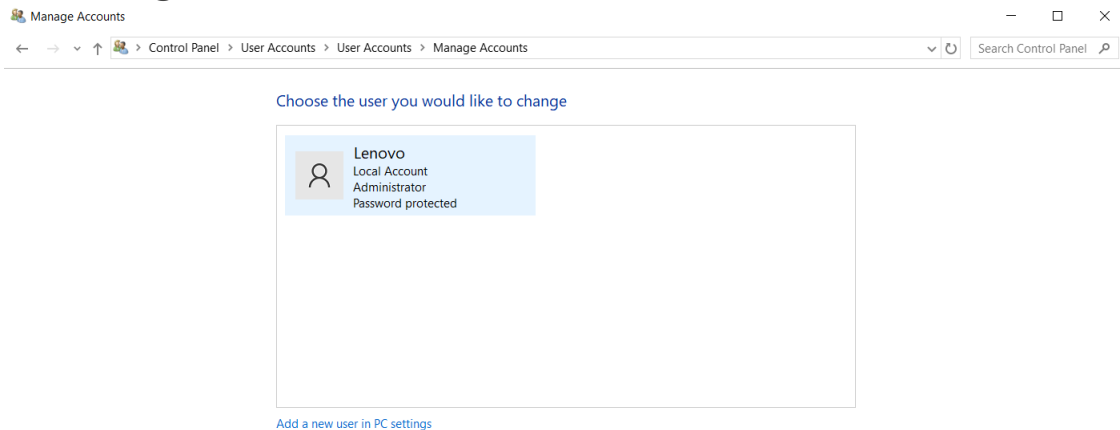 Manage Accounts
Control Panel > User Accounts > User Accounts > Manage Accounts
Search Control Panel
Choose the user you would like to change
Lenovo
Local Account
Administrator
Password protected
Add a new user in PC settings